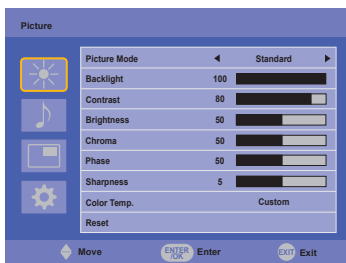 Picture
Picture Mode Standard
Backlight 100
Contrast 80
Brightness 50
Chroma 50
Phase 50
Sharpness 5
Color Temp. Custom
Reset
Move ENTER /OK Enter EXIT Exit